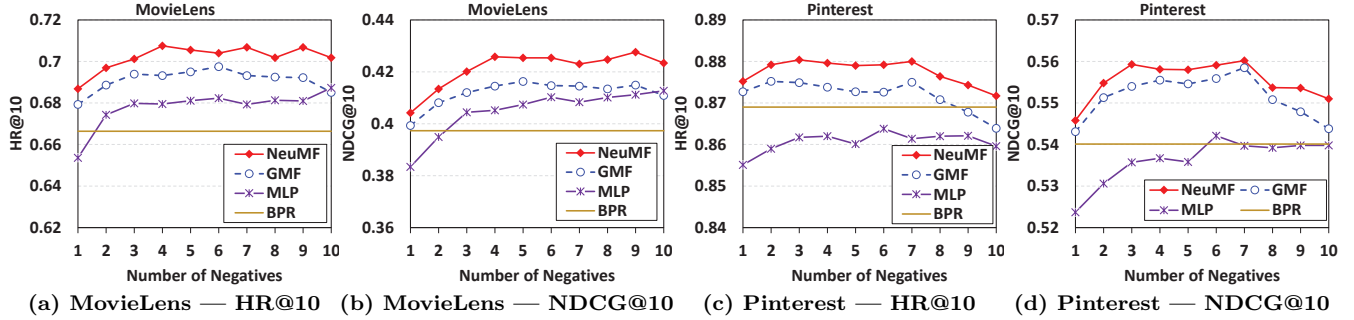 MovieLens
HR@10
0.72
0.7
0.68
0.66
0.64
0.62
NeuMF
GMF
MLP
BPR
1 2 3 4 5 6 7 8 9 10
Number of Negatives
(a) MovieLens — HR@10
MovieLens
NDCG@10
0.44
0.42
0.4
0.38
0.36
NeuMF
GMF
MLP
BPR
1 2 3 4 5 6 7 8 9 10
Number of Negatives
(b) MovieLens — NDCG@10
Pinterest
HR@10
0.89
0.88
0.87
0.86
0.85
0.84
NeuMF
GMF
MLP
BPR
1 2 3 4 5 6 7 8 9 10
Number of Negatives
(c) Pinterest — HR@10
Pinterest
NDCG@10
0.57
0.56
0.55
0.54
0.53
0.52
NeuMF GMF
MLP BPR
1 2 3 4 5 6 7 8 9 10
Number of Negatives
(d) Pinterest — NDCG@10